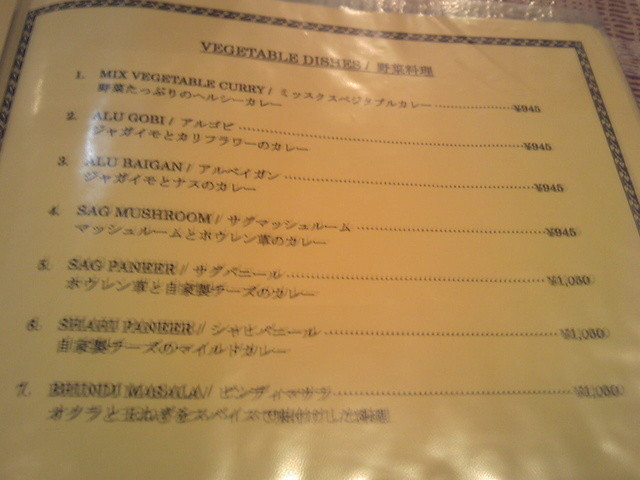 VEGETABLE DISHES / 野菜料理
1. MIX VEGETABLE CURRY / ミックスベジタブルカレー ¥945
野菜たっぷりのヘルシーカレー
2. ALU GOBI / アルゴビ ¥945
ジャガイモとカリフラワーのカレー
3. ALU BAIGAN / アルベイガン ¥945
ジャガイモとナスのカレー
4. SAG MUSHROOM / サグマッシュルーム ¥945
マッシュルームとホウレン草のカレー
5. SAG PANEER / サグパニール ¥1,050
ホウレン草と自家製チーズのカレー
6. SHAHI PANEER / シャヒパニール ¥1,050
自家製チーズのマイルドカレー
7. BHINDI MASALA / ビンディマサラ ¥1,050
オクラと玉ねぎをスパイスで味付けした料理